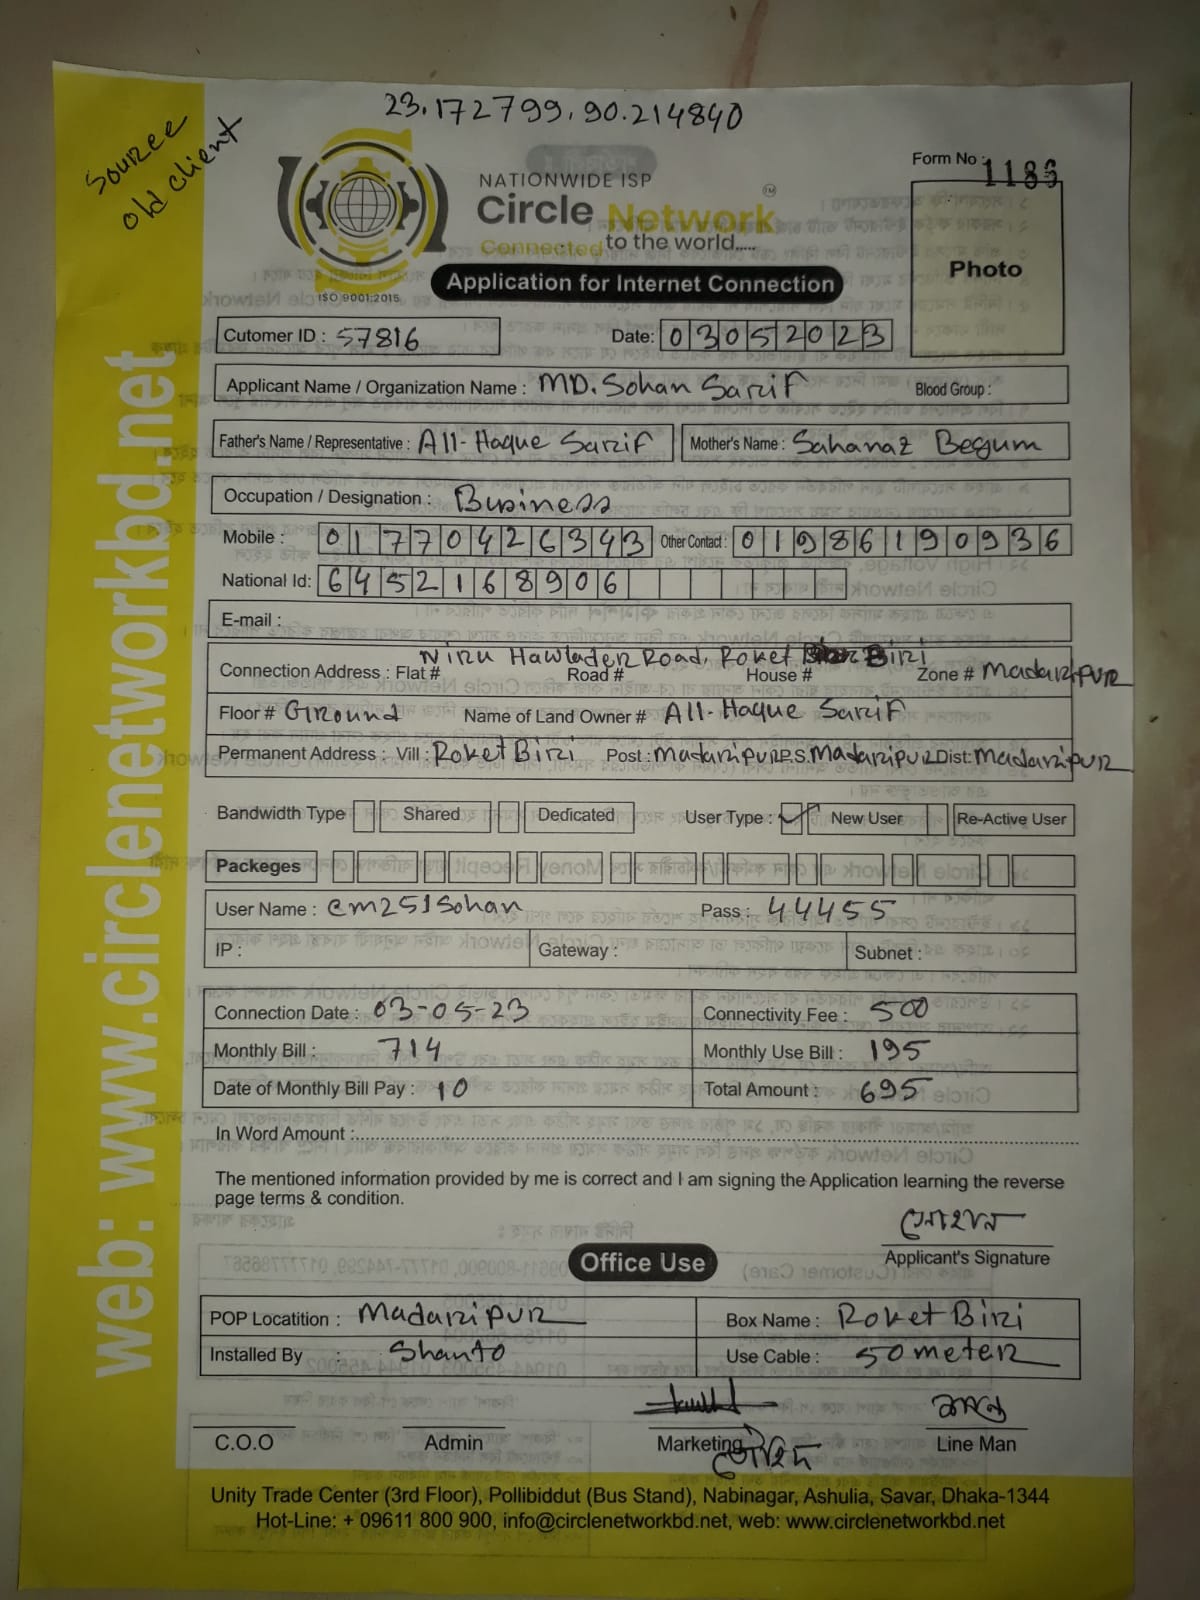 23.172799, 90.214840
Source
old client
Form No : 1186
NATIONWIDE ISP
Circle Network TM
Connected to the world.....
ISO 9001:2015
Application for Internet Connection
Photo
Cutomer ID : 57816
Date: 03052023
Applicant Name / Organization Name : MD. Sohan Sarif
Blood Group :
Father's Name / Representative : All-Haque Sarif
Mother's Name : Sahanaz Begum
Occupation / Designation : Business
Mobile : 01770426343 Other Contact : 01986190936
National Id: 6452168906
E-mail :
Niru Hawlader Road, Roket Biri
Connection Address : Flat # Road # House # Zone # Madaripur
Floor # Ground Name of Land Owner # All-Haque Sarif
Permanent Address : Vill : Roket Biri Post : Madaripur P.S. Madaripur Dist: Madaripur
Bandwidth Type Shared Dedicated User Type : ✓ New User Re-Active User
Packeges
User Name : cm251sohan Pass : 44455
IP : Gateway : Subnet :
Connection Date : 03-05-23 Connectivity Fee : 500
Monthly Bill : 714 Monthly Use Bill : 195
Date of Monthly Bill Pay : 10 Total Amount : 695
In Word Amount :
The mentioned information provided by me is correct and I am signing the Application learning the reverse
page terms & condition.
সোহান
Applicant's Signature
Office Use
POP Locatition : Madaripur Box Name : Roket Biri
Installed By : Shanto Use Cable : 50 meter
C.O.O Admin Marketing Line Man
তৌহিদ
Unity Trade Center (3rd Floor), Pollibiddut (Bus Stand), Nabinagar, Ashulia, Savar, Dhaka-1344
Hot-Line: + 09611 800 900, info@circlenetworkbd.net, web: www.circlenetworkbd.net
web: www.circlenetworkbd.net